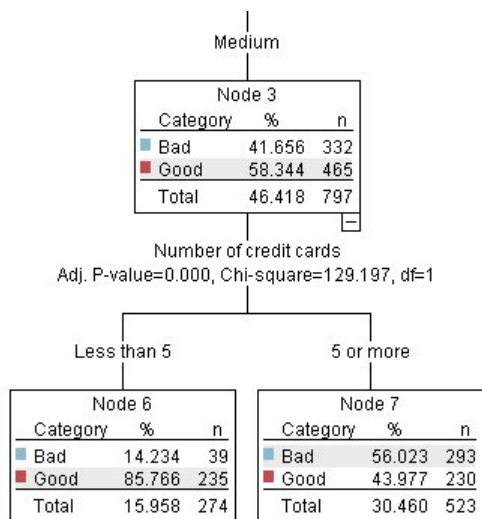 Medium
Node 3
Category % n
Bad 41.656 332
Good 58.344 465
Total 46.418 797
Number of credit cards
Adj. P-value=0.000, Chi-square=129.197, df=1
Less than 5
5 or more
Node 6
Category % n
Bad 14.234 39
Good 85.766 235
Total 15.958 274
Node 7
Category % n
Bad 56.023 293
Good 43.977 230
Total 30.460 523